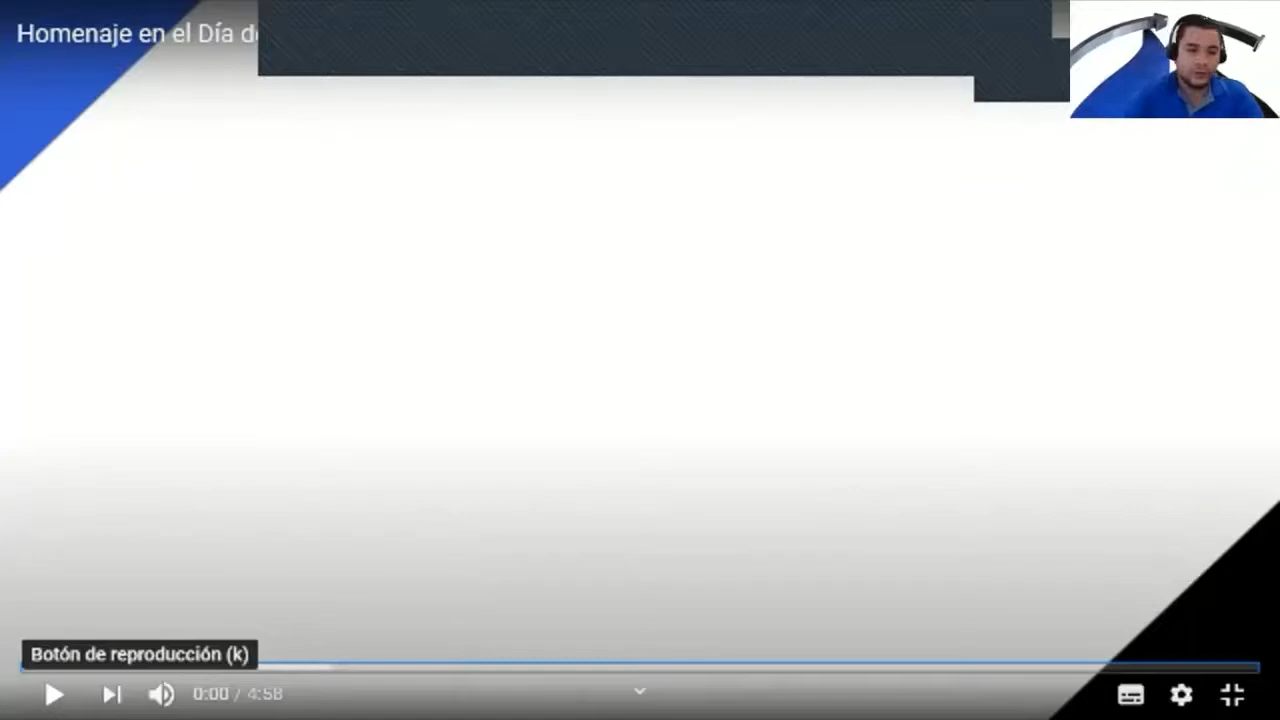 Homenaje en el Día
Botón de reproducción (k)
0:00 / 4:58